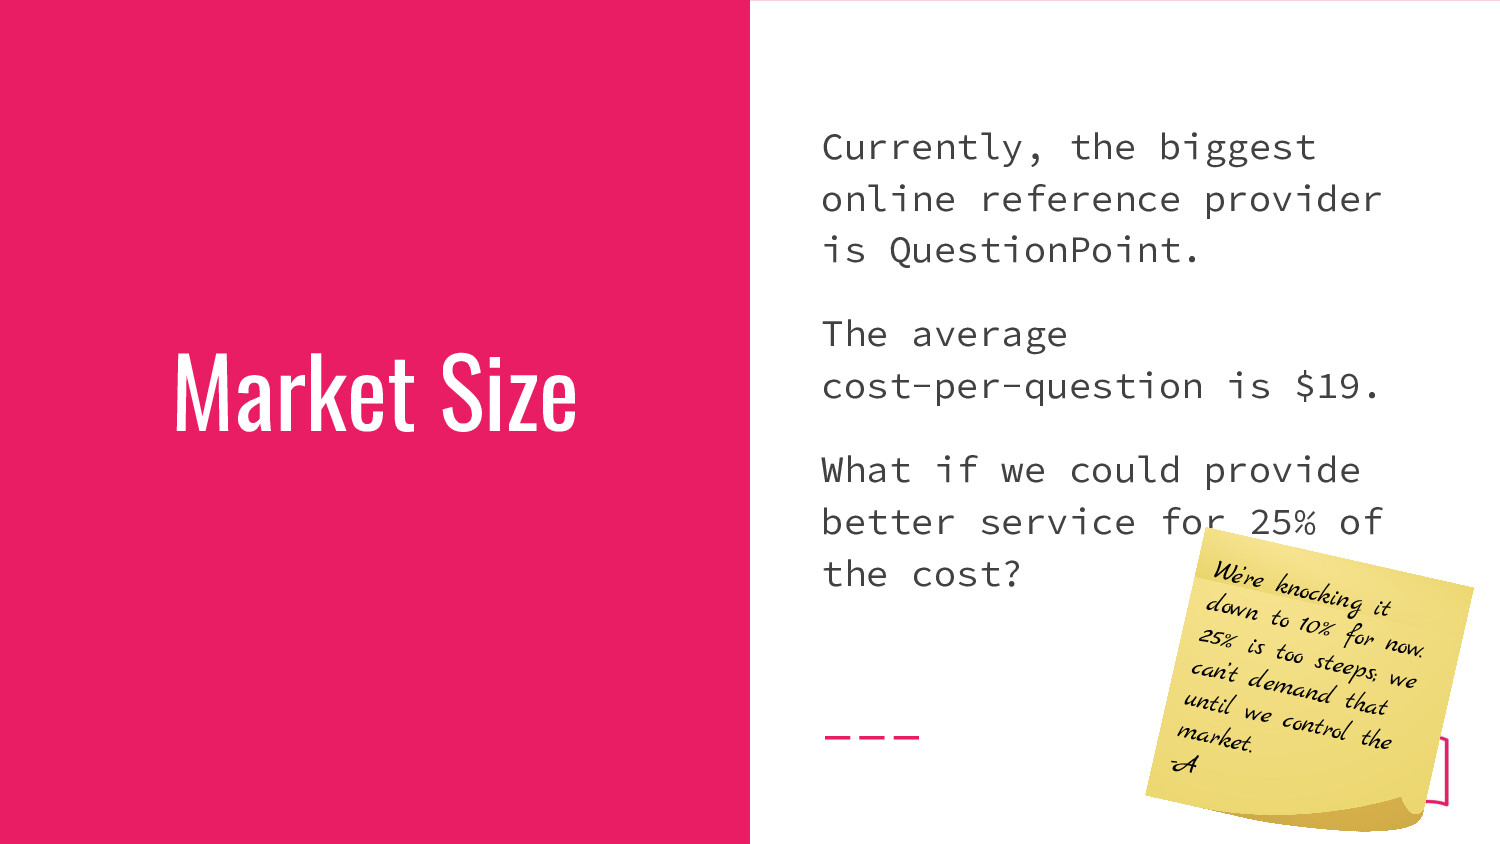 Market Size
Currently, the biggest
online reference provider
is QuestionPoint.
The average
cost-per-question is $19.
What if we could provide
better service for 25% of
the cost?
We're knocking it
down to 10% for now.
25% is too steeps; we
can't demand that
until we control the
market.
-A